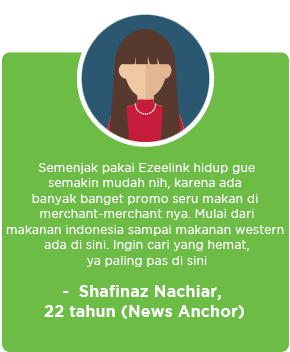 Semenjak pakai Ezeelink hidup gue
semakin mudah nih, karena ada
banyak banget promo seru makan di
merchant-merchant nya. Mulai dari
makanan indonesia sampai makanan western
ada di sini. Ingin cari yang hemat,
ya paling pas di sini
- Shafinaz Nachiar,
22 tahun (News Anchor)